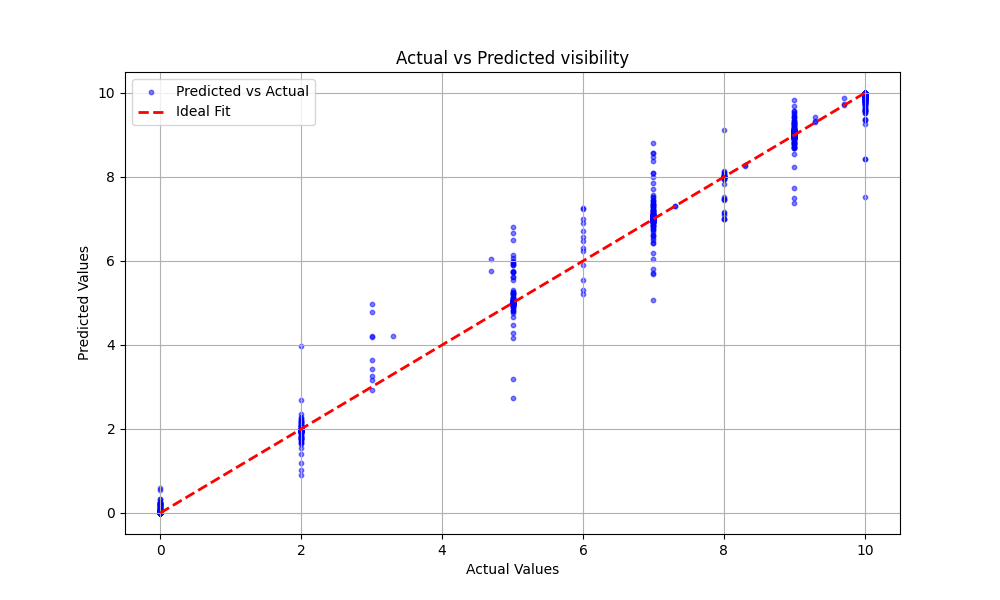 Actual vs Predicted visibility
Predicted vs Actual
Ideal Fit
10
8
6
4
2
0
Predicted Values
0 2 4 6 8 10
Actual Values